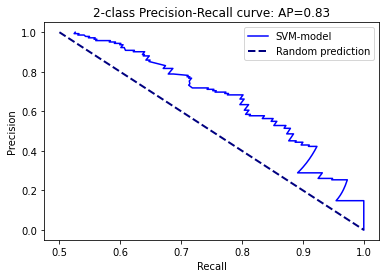 2-class Precision-Recall curve: AP=0.83
SVM-model
Random prediction
Precision
1.0
0.8
0.6
0.4
0.2
0.0
0.5 0.6 0.7 0.8 0.9 1.0
Recall